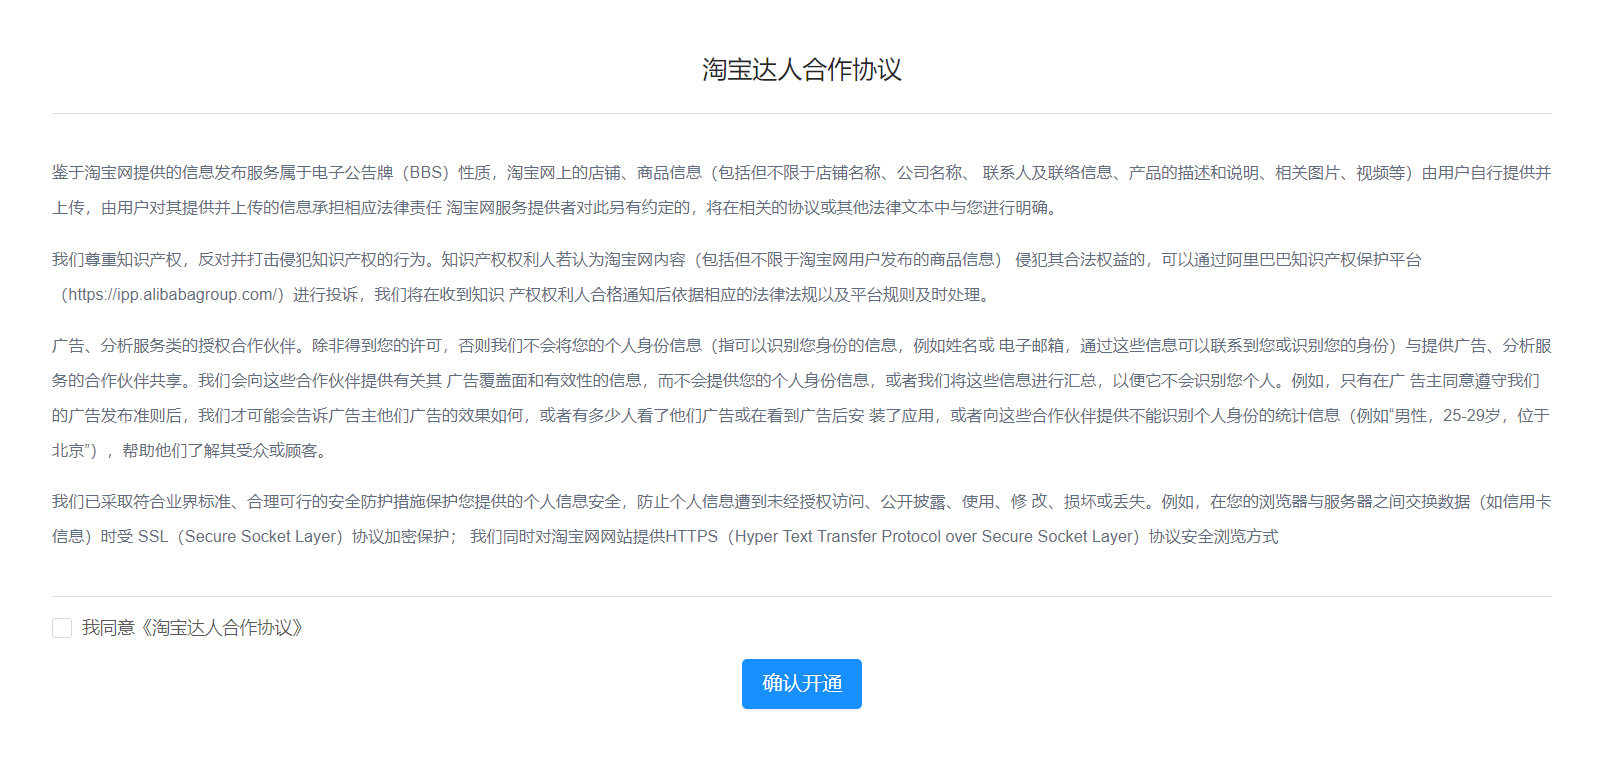 淘宝达人合作协议
鉴于淘宝网提供的信息发布服务属于电子公告牌（BBS）性质，淘宝网上的店铺、商品信息（包括但不限于店铺名称、公司名称、 联系人及联络信息、产品的描述和说明、相关图片、视频等）由用户自行提供并
上传，由用户对其提供并上传的信息承担相应法律责任 淘宝网服务提供者对此另有约定的，将在相关的协议或其他法律文本中与您进行明确。
我们尊重知识产权，反对并打击侵犯知识产权的行为。知识产权权利人若认为淘宝网内容（包括但不限于淘宝网用户发布的商品信息） 侵犯其合法权益的，可以通过阿里巴巴知识产权保护平台
（https://ipp.alibabagroup.com/）进行投诉，我们将在收到知识 产权权利人合格通知后依据相应的法律法规以及平台规则及时处理。
广告、分析服务类的授权合作伙伴。除非得到您的许可，否则我们不会将您的个人身份信息（指可以识别您身份的信息，例如姓名或 电子邮箱，通过这些信息可以联系到您或识别您的身份）与提供广告、分析服
务的合作伙伴共享。我们会向这些合作伙伴提供有关其 广告覆盖面和有效性的信息，而不会提供您的个人身份信息，或者我们将这些信息进行汇总，以便它不会识别您个人。例如，只有在广 告主同意遵守我们
的广告发布准则后，我们才可能会告诉广告主他们广告的效果如何，或者有多少人看了他们广告或在看到广告后安 装了应用，或者向这些合作伙伴提供不能识别个人身份的统计信息（例如“男性，25-29岁，位于
北京”），帮助他们了解其受众或顾客。
我们已采取符合业界标准、合理可行的安全防护措施保护您提供的个人信息安全，防止个人信息遭到未经授权访问、公开披露、使用、修 改、损坏或丢失。例如，在您的浏览器与服务器之间交换数据（如信用卡
信息）时受 SSL（Secure Socket Layer）协议加密保护； 我们同时对淘宝网网站提供HTTPS（Hyper Text Transfer Protocol over Secure Socket Layer）协议安全浏览方式
我同意《淘宝达人合作协议》
确认开通